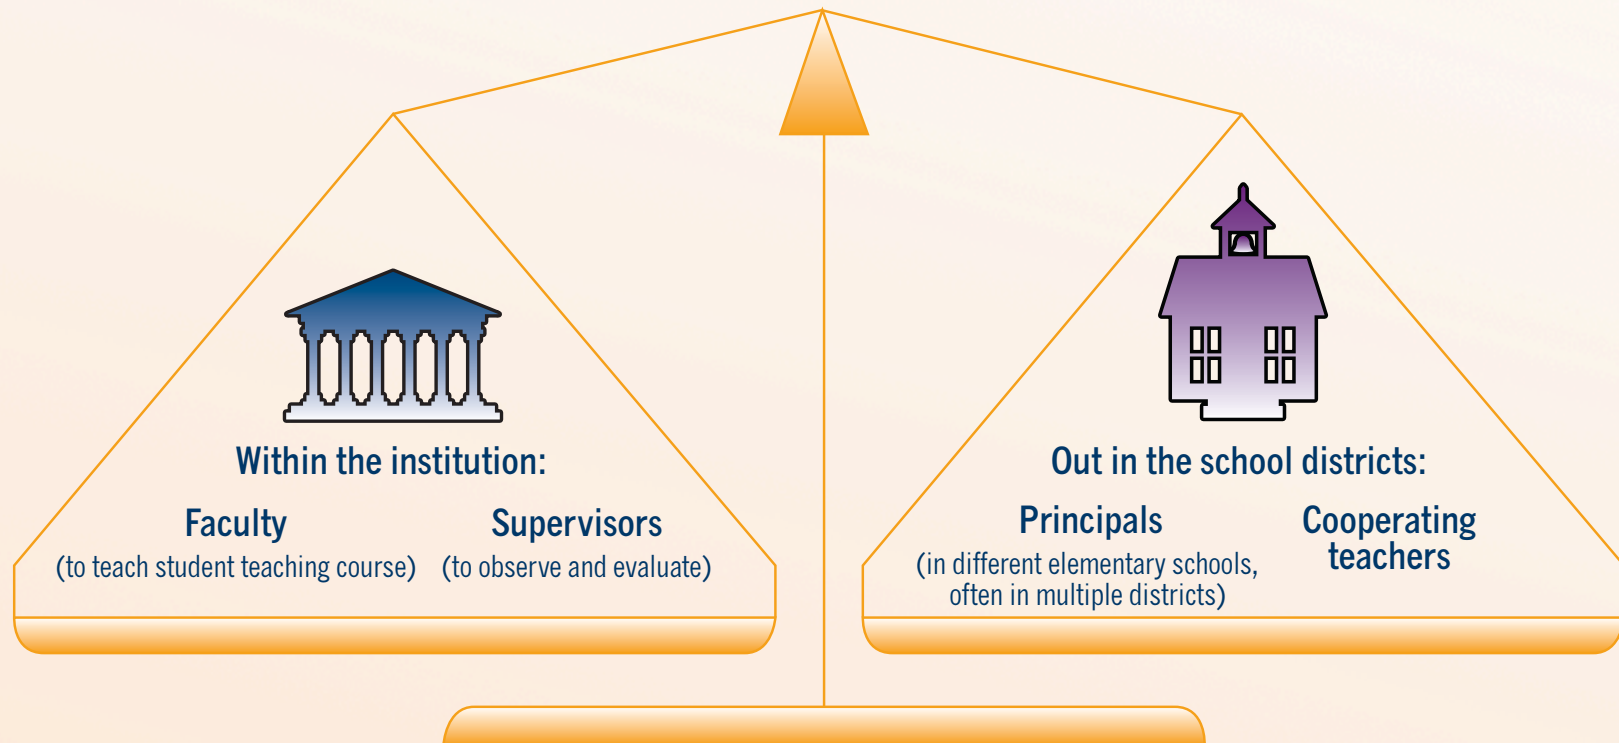 Within the institution:
Faculty
(to teach student teaching course)
Supervisors
(to observe and evaluate)
Out in the school districts:
Principals
(in different elementary schools,
often in multiple districts)
Cooperating
teachers